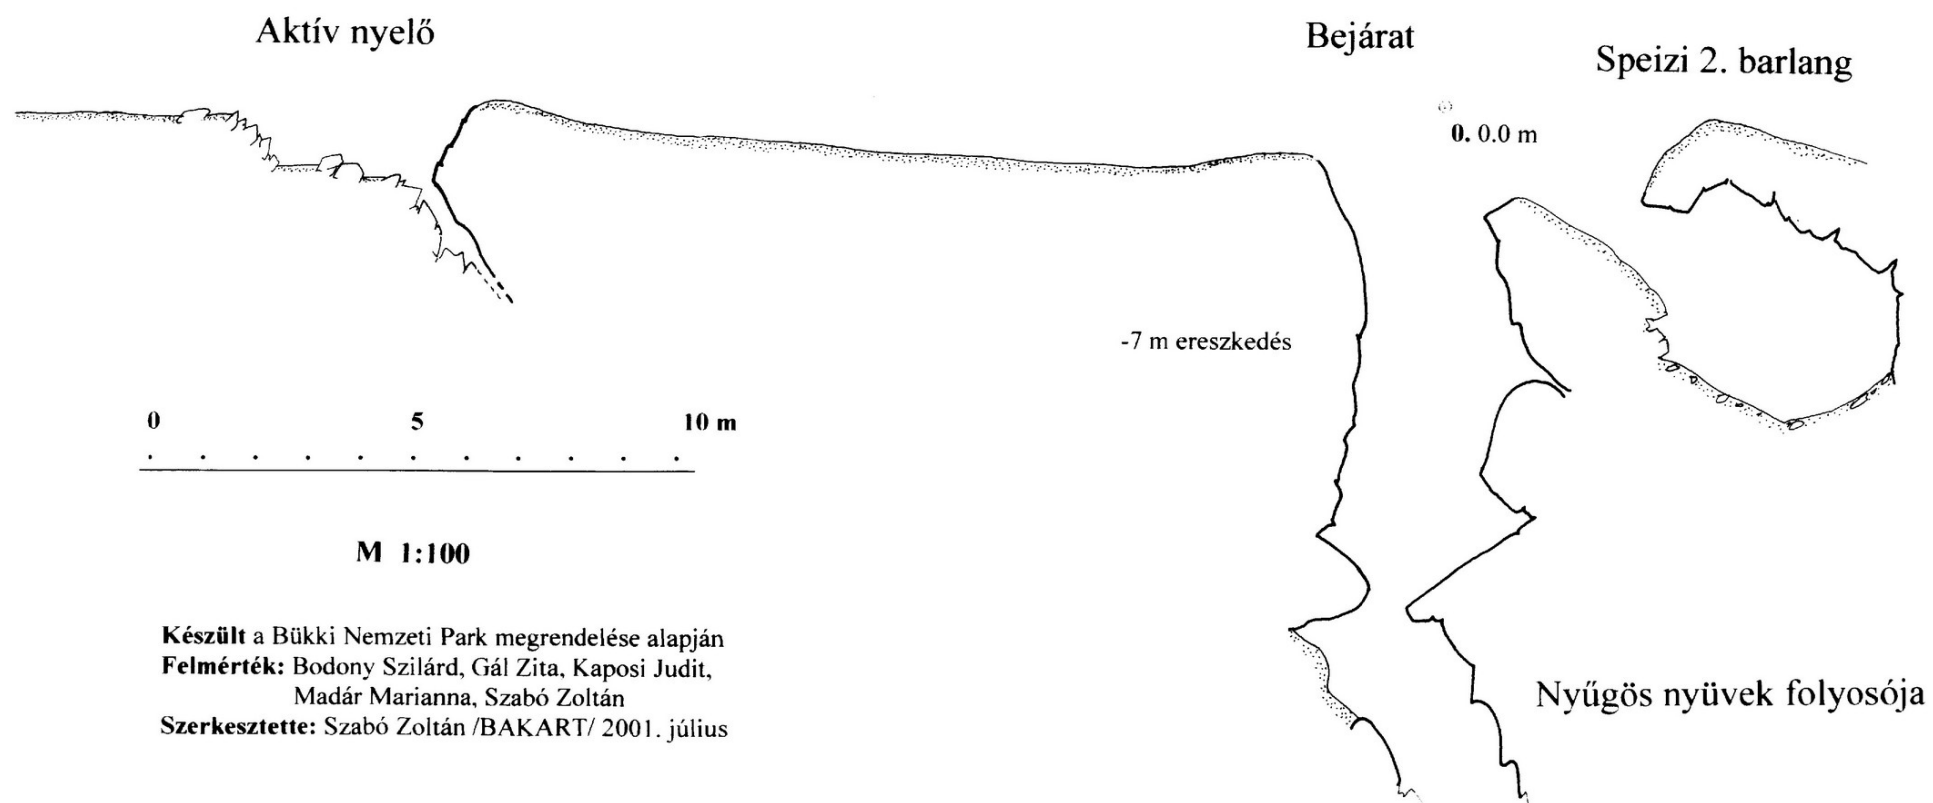 Aktív nyelő
Bejárat
Speizi 2. barlang
0. 0.0 m
-7 m ereszkedés
0 5 10 m
M 1:100
Készült a Bükki Nemzeti Park megrendelése alapján
Felmérték: Bodony Szilárd, Gál Zita, Kaposi Judit,
Madár Marianna, Szabó Zoltán
Szerkesztette: Szabó Zoltán /BAKART/ 2001. július
Nyűgös nyüvek folyosója